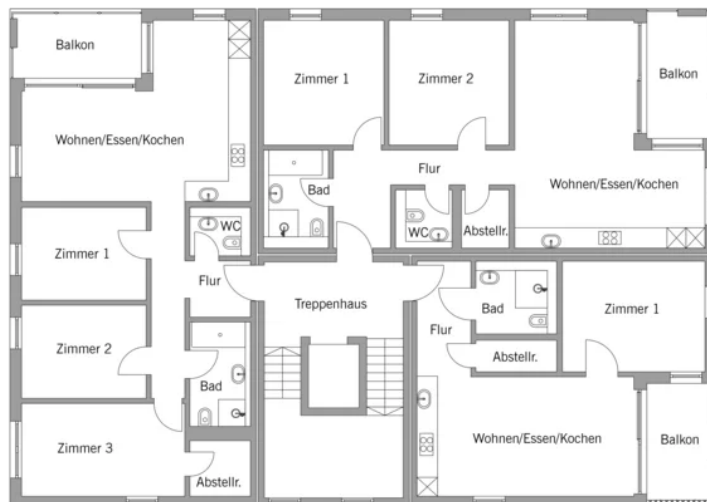 Balkon
Wohnen/Essen/Kochen
Zimmer 1
WC
Flur
Zimmer 2
Bad
Zimmer 3
Abstellr.
Zimmer 1
Zimmer 2
Balkon
Flur
Bad
Wohnen/Essen/Kochen
WC
Abstellr.
Treppenhaus
Bad
Zimmer 1
Flur
Abstellr.
Wohnen/Essen/Kochen
Balkon